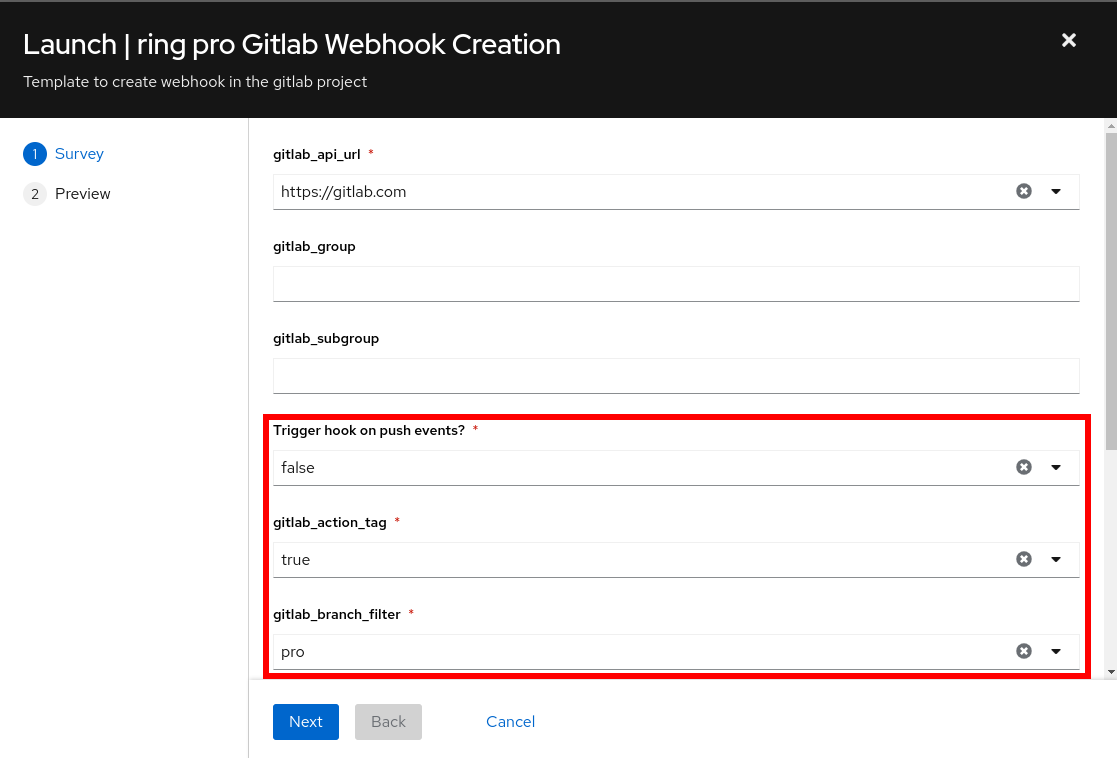 Launch | ring pro Gitlab Webhook Creation
Template to create webhook in the gitlab project
1 Survey
2 Preview
gitlab_api_url *
https://gitlab.com
gitlab_group
gitlab_subgroup
Trigger hook on push events? *
false
gitlab_action_tag *
true
gitlab_branch_filter *
pro
Next Back Cancel